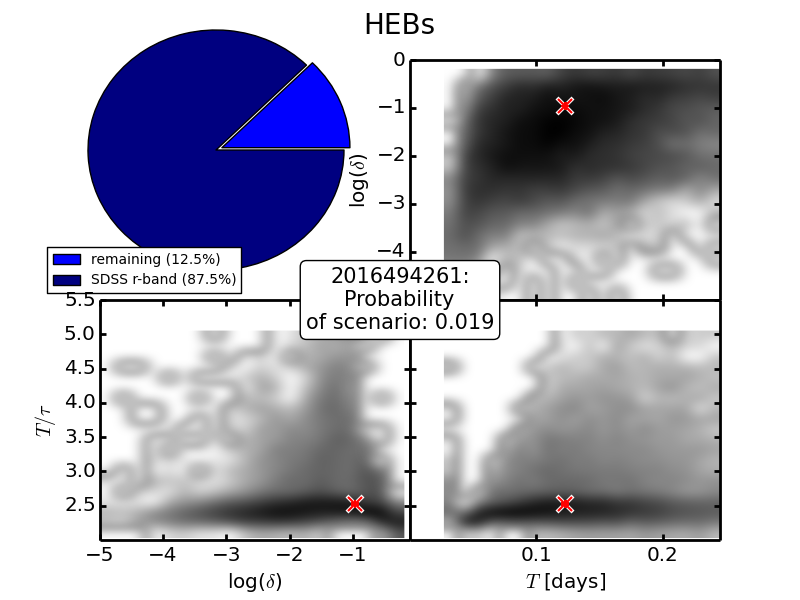 HEBs
remaining (12.5%)
SDSS r-band (87.5%)
0
−1
−2
−3
−4
log(δ)
2016494261:
Probability
of scenario: 0.019
5.5
5.0
4.5
4.0
3.5
3.0
2.5
T/τ
−5 −4 −3 −2 −1
log(δ)
0.1 0.2
T [days]